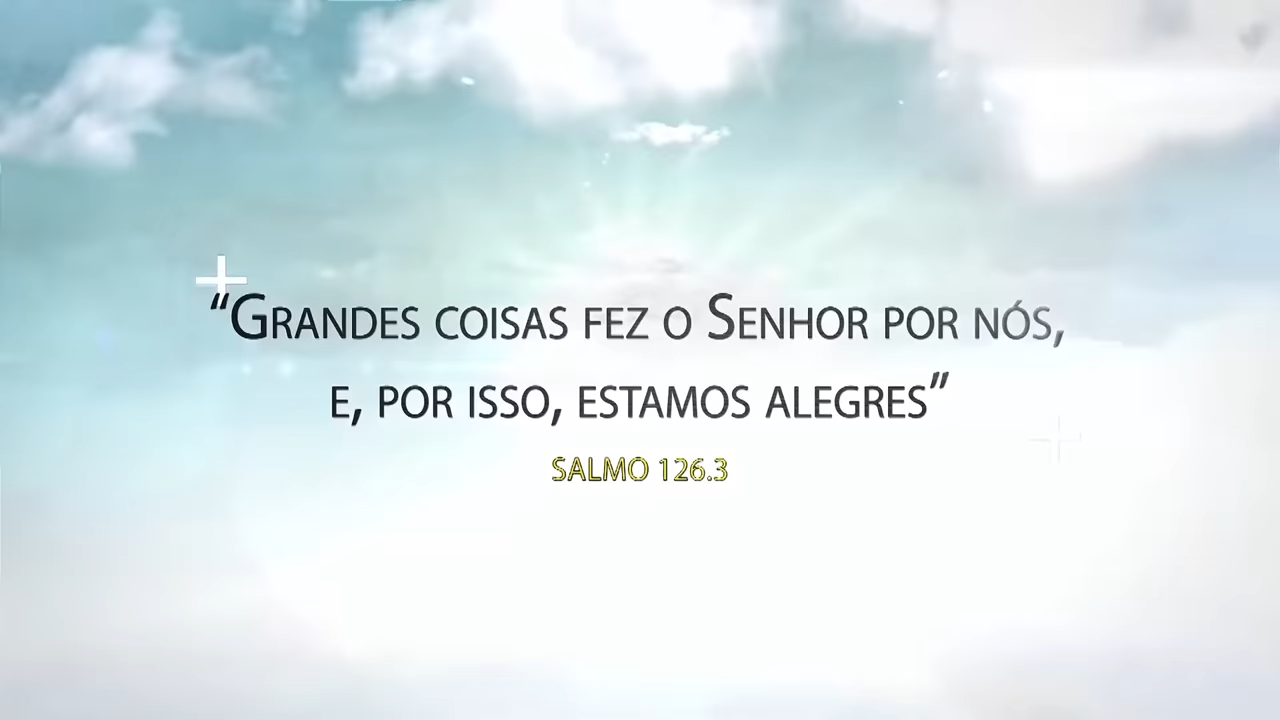 “Grandes coisas fez o Senhor por nós,
e, por isso, estamos alegres”
SALMO 126.3